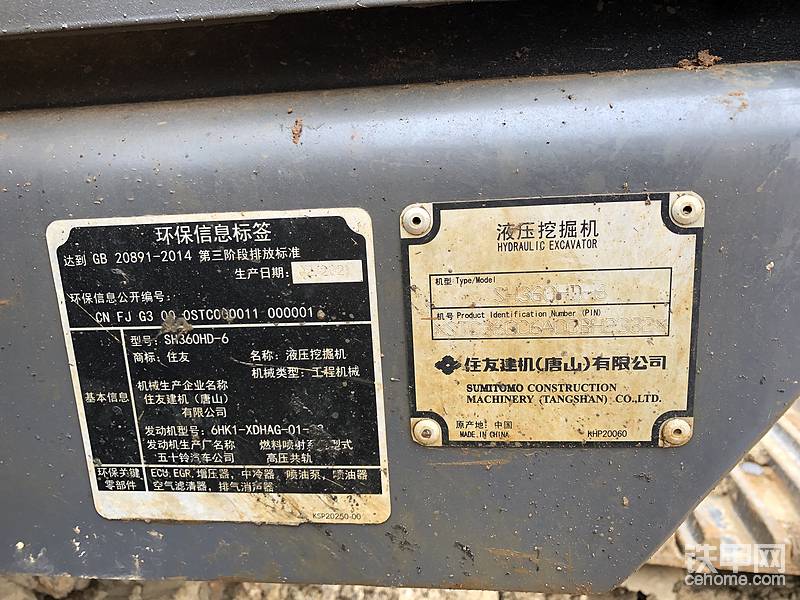 环保信息标签
达到 GB 20891-2014 第三阶段排放标准
生产日期:
环保信息公开编号:
CN FJ G3 00 0STC000011 000001
基本信息
型号: SH360HD-6
商标: 住友 名称: 液压挖掘机
机械类型: 工程机械
机械生产企业名称
住友建机（唐山）
有限公司
发动机型号: 6HK1-XDHAG-01-
发动机生产厂名称 燃料喷射系统型式
五十铃汽车公司 高压共轨
环保关键
零部件
ECU,EGR,增压器、中冷器、喷油泵、喷油器
空气滤清器，排气消声器
KSP20250-00
液压挖掘机
HYDRAULIC EXCAVATOR
机型 Type/Model
SH360HD-6
机号 Product Identification Number (PIN)
住友建机(唐山)有限公司
SUMITOMO CONSTRUCTION
MACHINERY (TANGSHAN) CO.,LTD.
原产地: 中国
MADE IN CHINA
KHP20060
铁甲网
cehome.com